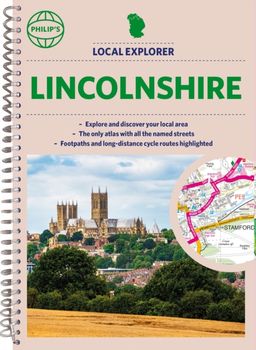 PHILIP'S
LOCAL EXPLORER
LINCOLNSHIRE
– Explore and discover your local area
– The only atlas with all the named streets
– Footpaths and long-distance cycle routes highlighted
STAMFORD